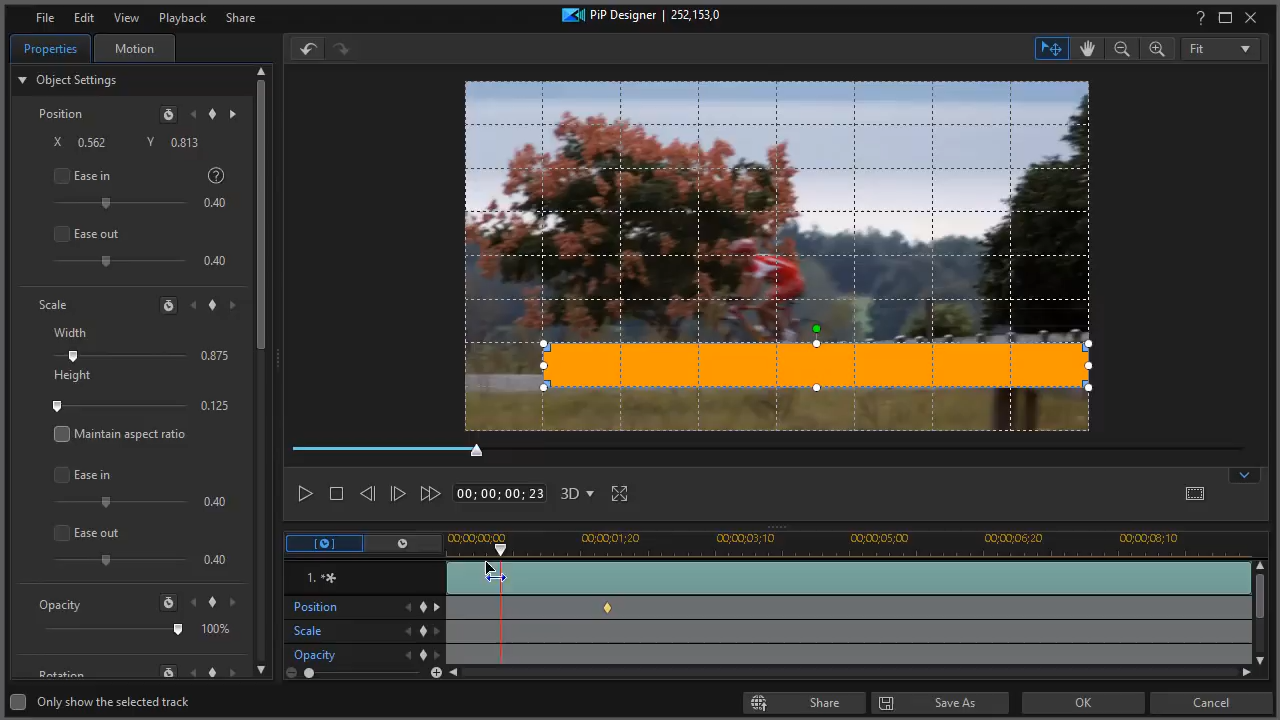 File Edit View Playback Share
PiP Designer | 252,153,0
?
Properties Motion
Fit
Object Settings
Position
X 0.562 Y 0.813
Ease in ?
0.40
Ease out
0.40
Scale
Width
0.875
Height
0.125
Maintain aspect ratio
Ease in
0.40
Ease out
0.40
Opacity
100%
Rotation
00; 00; 00; 23 3D
00;00;00;00 00;00;01;20 00;00;03;10 00;00;05;00 00;00;06;20 00;00;08;10
1. **
Position
Scale
Opacity
Only show the selected track
Share Save As OK Cancel